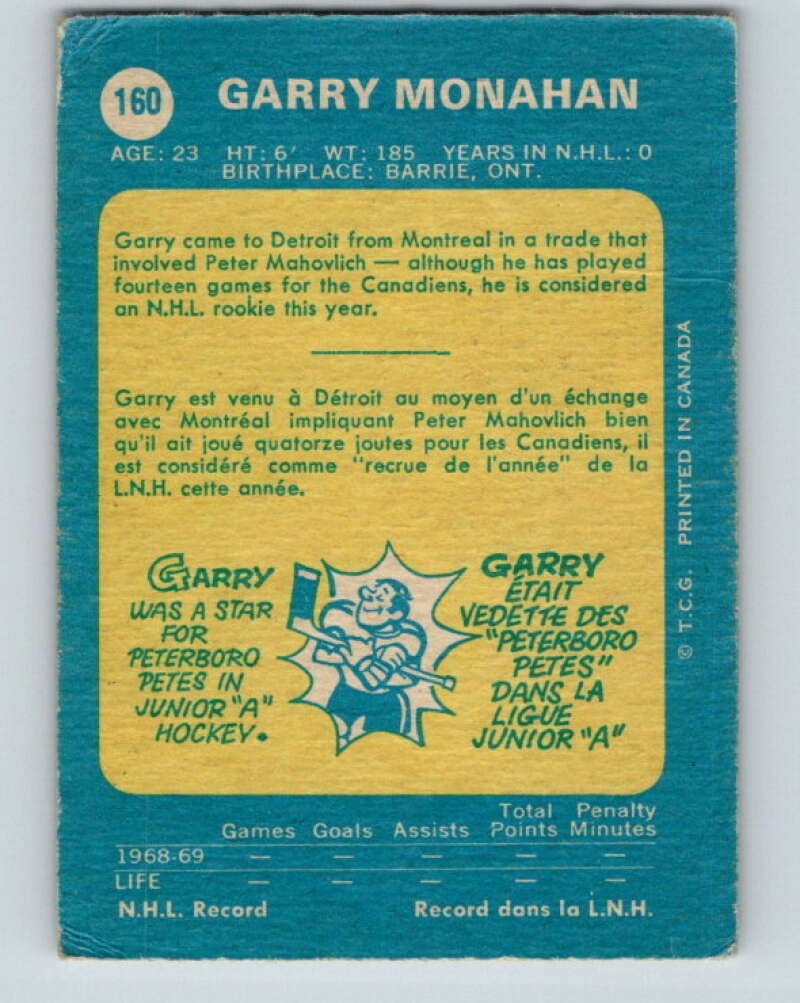 160
GARRY MONAHAN
AGE: 23 HT: 6' WT: 185 YEARS IN N.H.L.: 0
BIRTHPLACE: BARRIE, ONT.
Garry came to Detroit from Montreal in a trade that
involved Peter Mahovlich — although he has played
fourteen games for the Canadiens, he is considered
an N.H.L. rookie this year.
Garry est venu à Détroit au moyen d'un échange
avec Montréal impliquant Peter Mahovlich bien
qu'il ait joué quatorze joutes pour les Canadiens, il
est considéré comme "recrue de l'année" de la
L.N.H. cette année.
GARRY
WAS A STAR
FOR
PETERBORO
PETES IN
JUNIOR "A"
HOCKEY.
GARRY
ÉTAIT
VEDETTE DES
"PETERBORO
PETES"
DANS LA
LIGUE
JUNIOR "A"
© T.C.G. PRINTED IN CANADA
Total Penalty
Games Goals Assists Points Minutes
1968-69 — — — — —
LIFE — — — — —
N.H.L. Record Record dans la L.N.H.